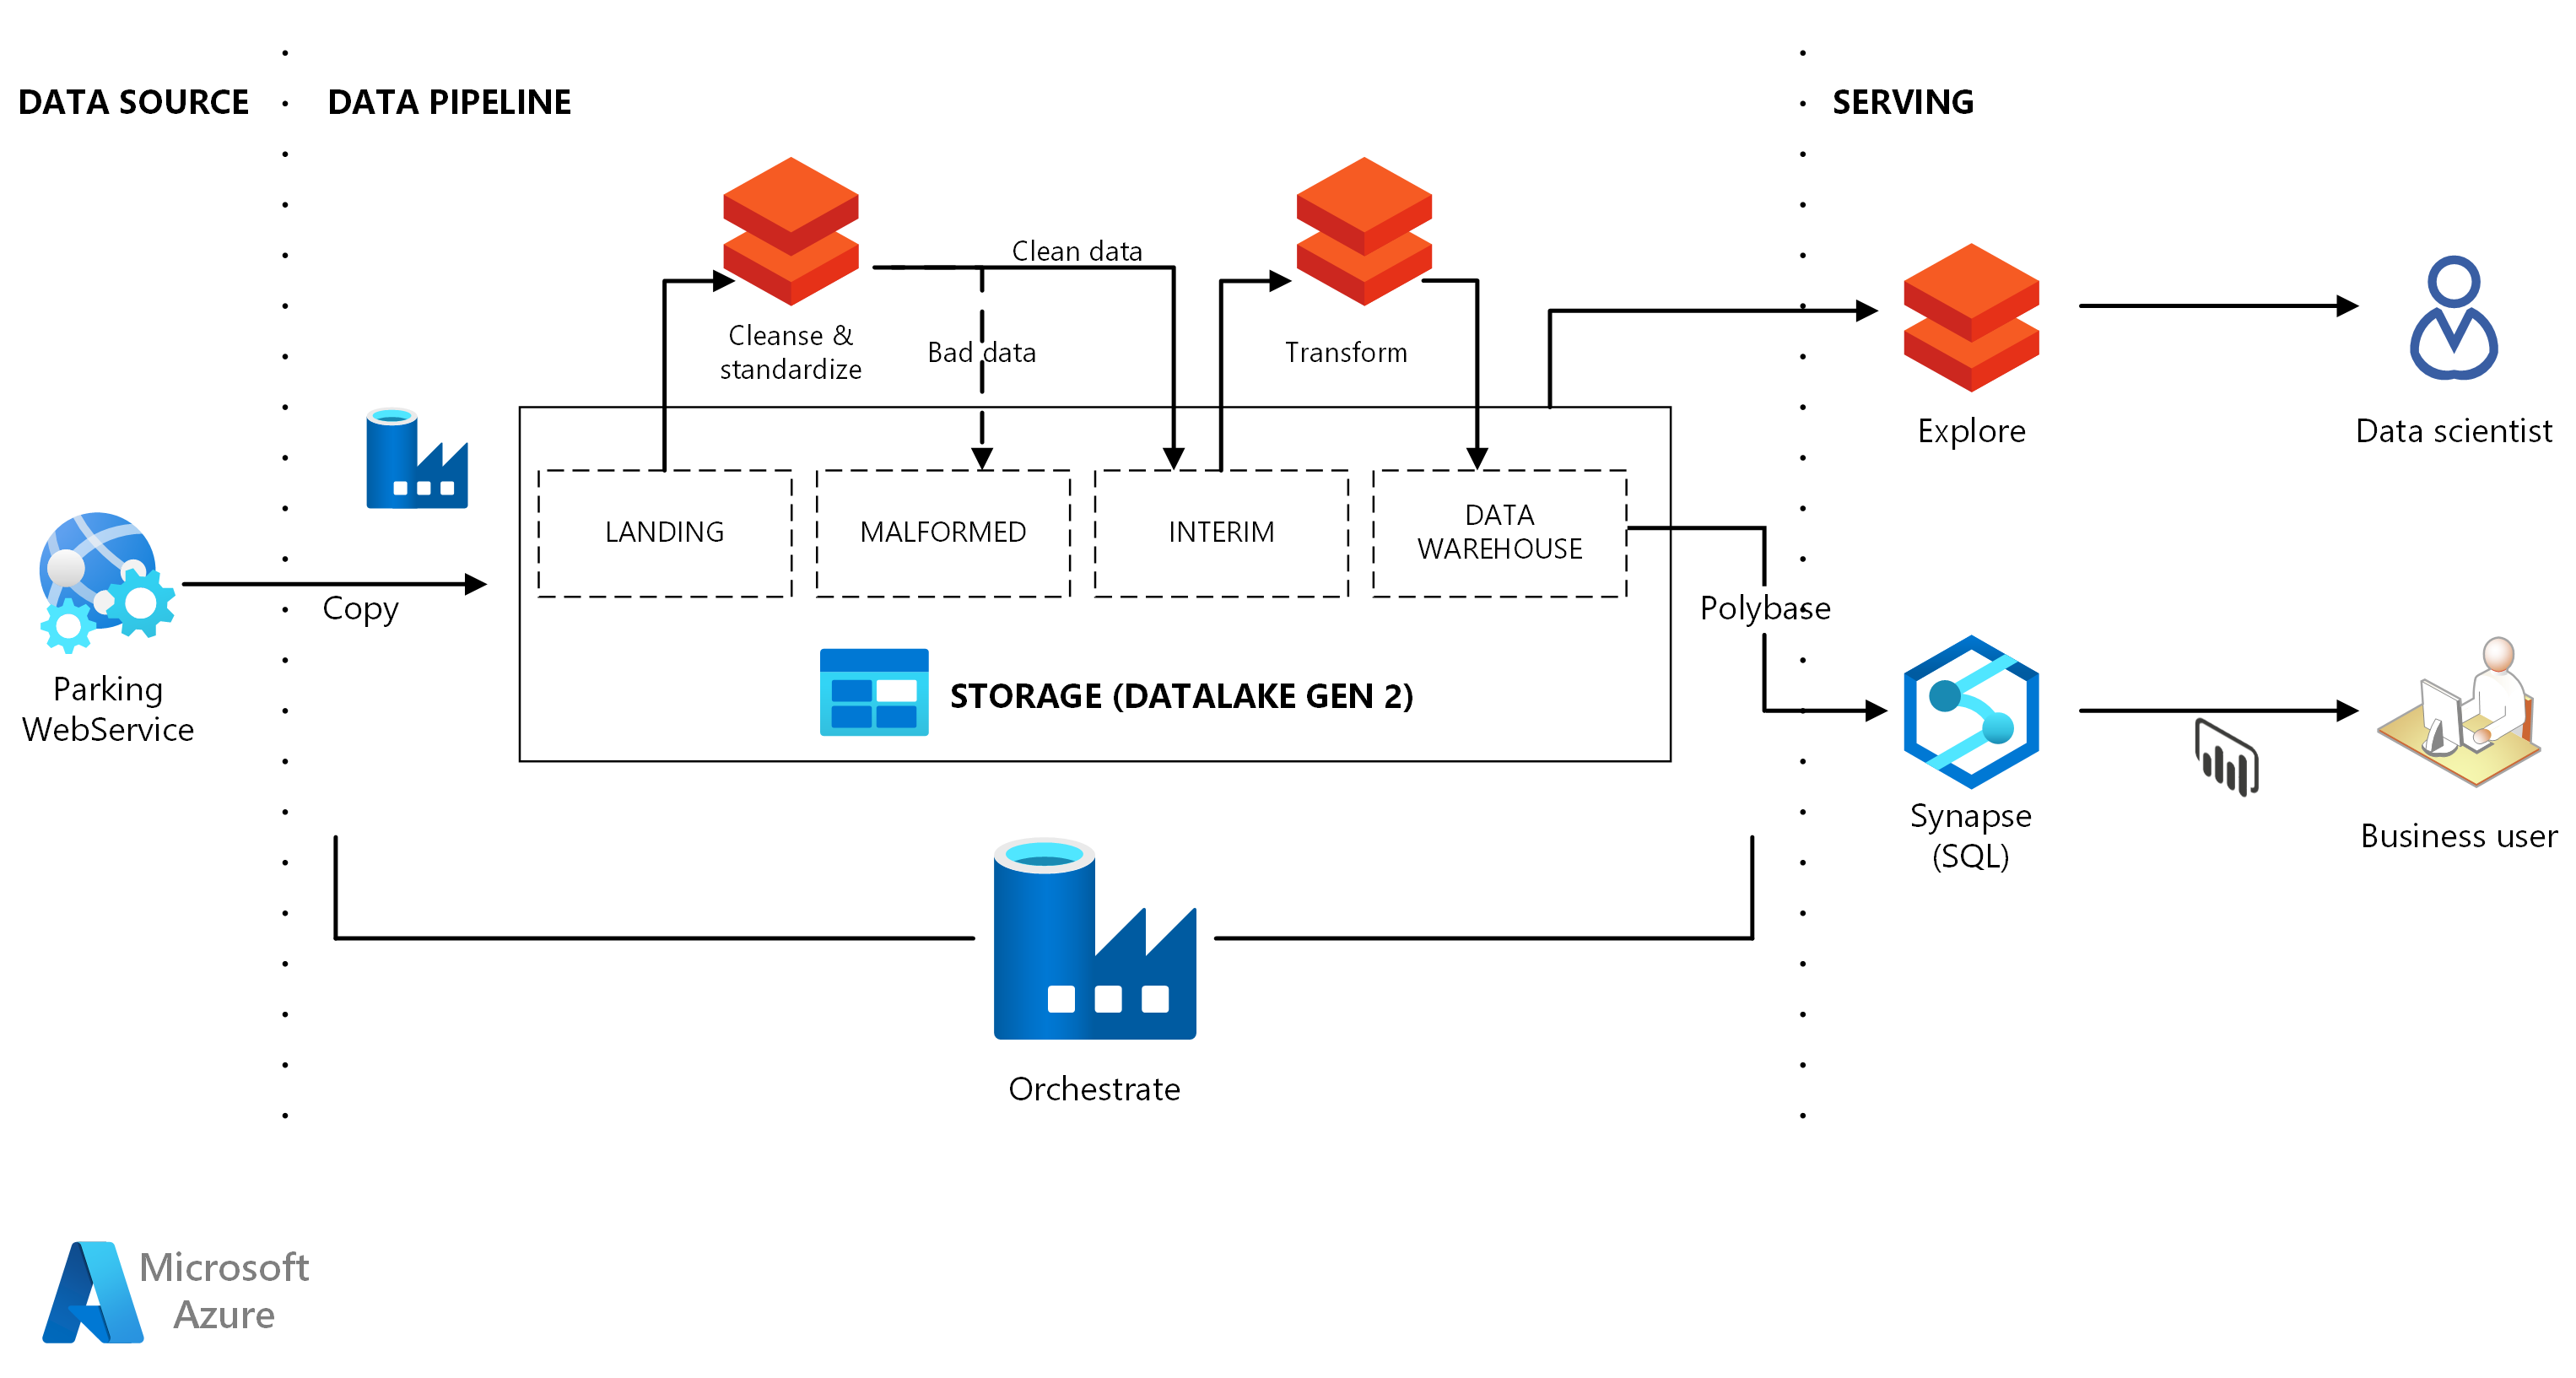 DATA SOURCE
DATA PIPELINE
SERVING
Clean data
Cleanse &
standardize
Bad data
Transform
Explore
Data scientist
LANDING
MALFORMED
INTERIM
DATA
WAREHOUSE
Copy
Polybase
Parking
WebService
STORAGE (DATALAKE GEN 2)
Synapse
(SQL)
Business user
Orchestrate
Microsoft
Azure